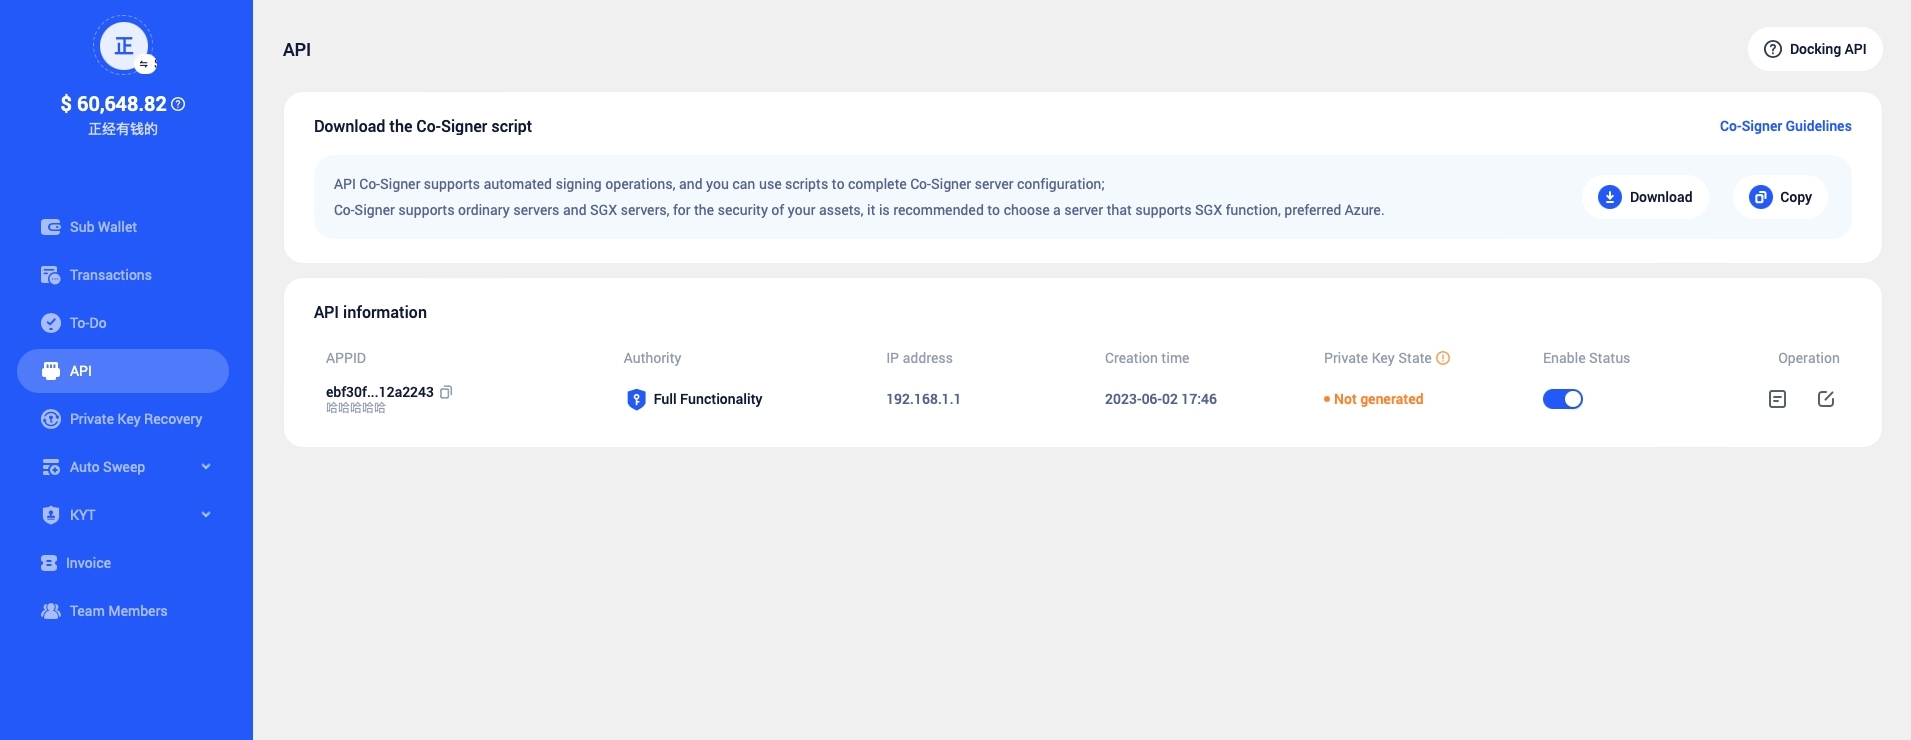 正
$ 60,648.82
正经有钱的
Sub Wallet
Transactions
To-Do
API
Private Key Recovery
Auto Sweep
KYT
Invoice
Team Members
API
Docking API
Download the Co-Signer script
Co-Signer Guidelines
API Co-Signer supports automated signing operations, and you can use scripts to complete Co-Signer server configuration;
Co-Signer supports ordinary servers and SGX servers, for the security of your assets, it is recommended to choose a server that supports SGX function, preferred Azure.
Download
Copy
API information
APPID Authority IP address Creation time Private Key State Enable Status Operation
ebf30f...12a2243 Full Functionality 192.168.1.1 2023-06-02 17:46 Not generated
哈哈哈哈哈